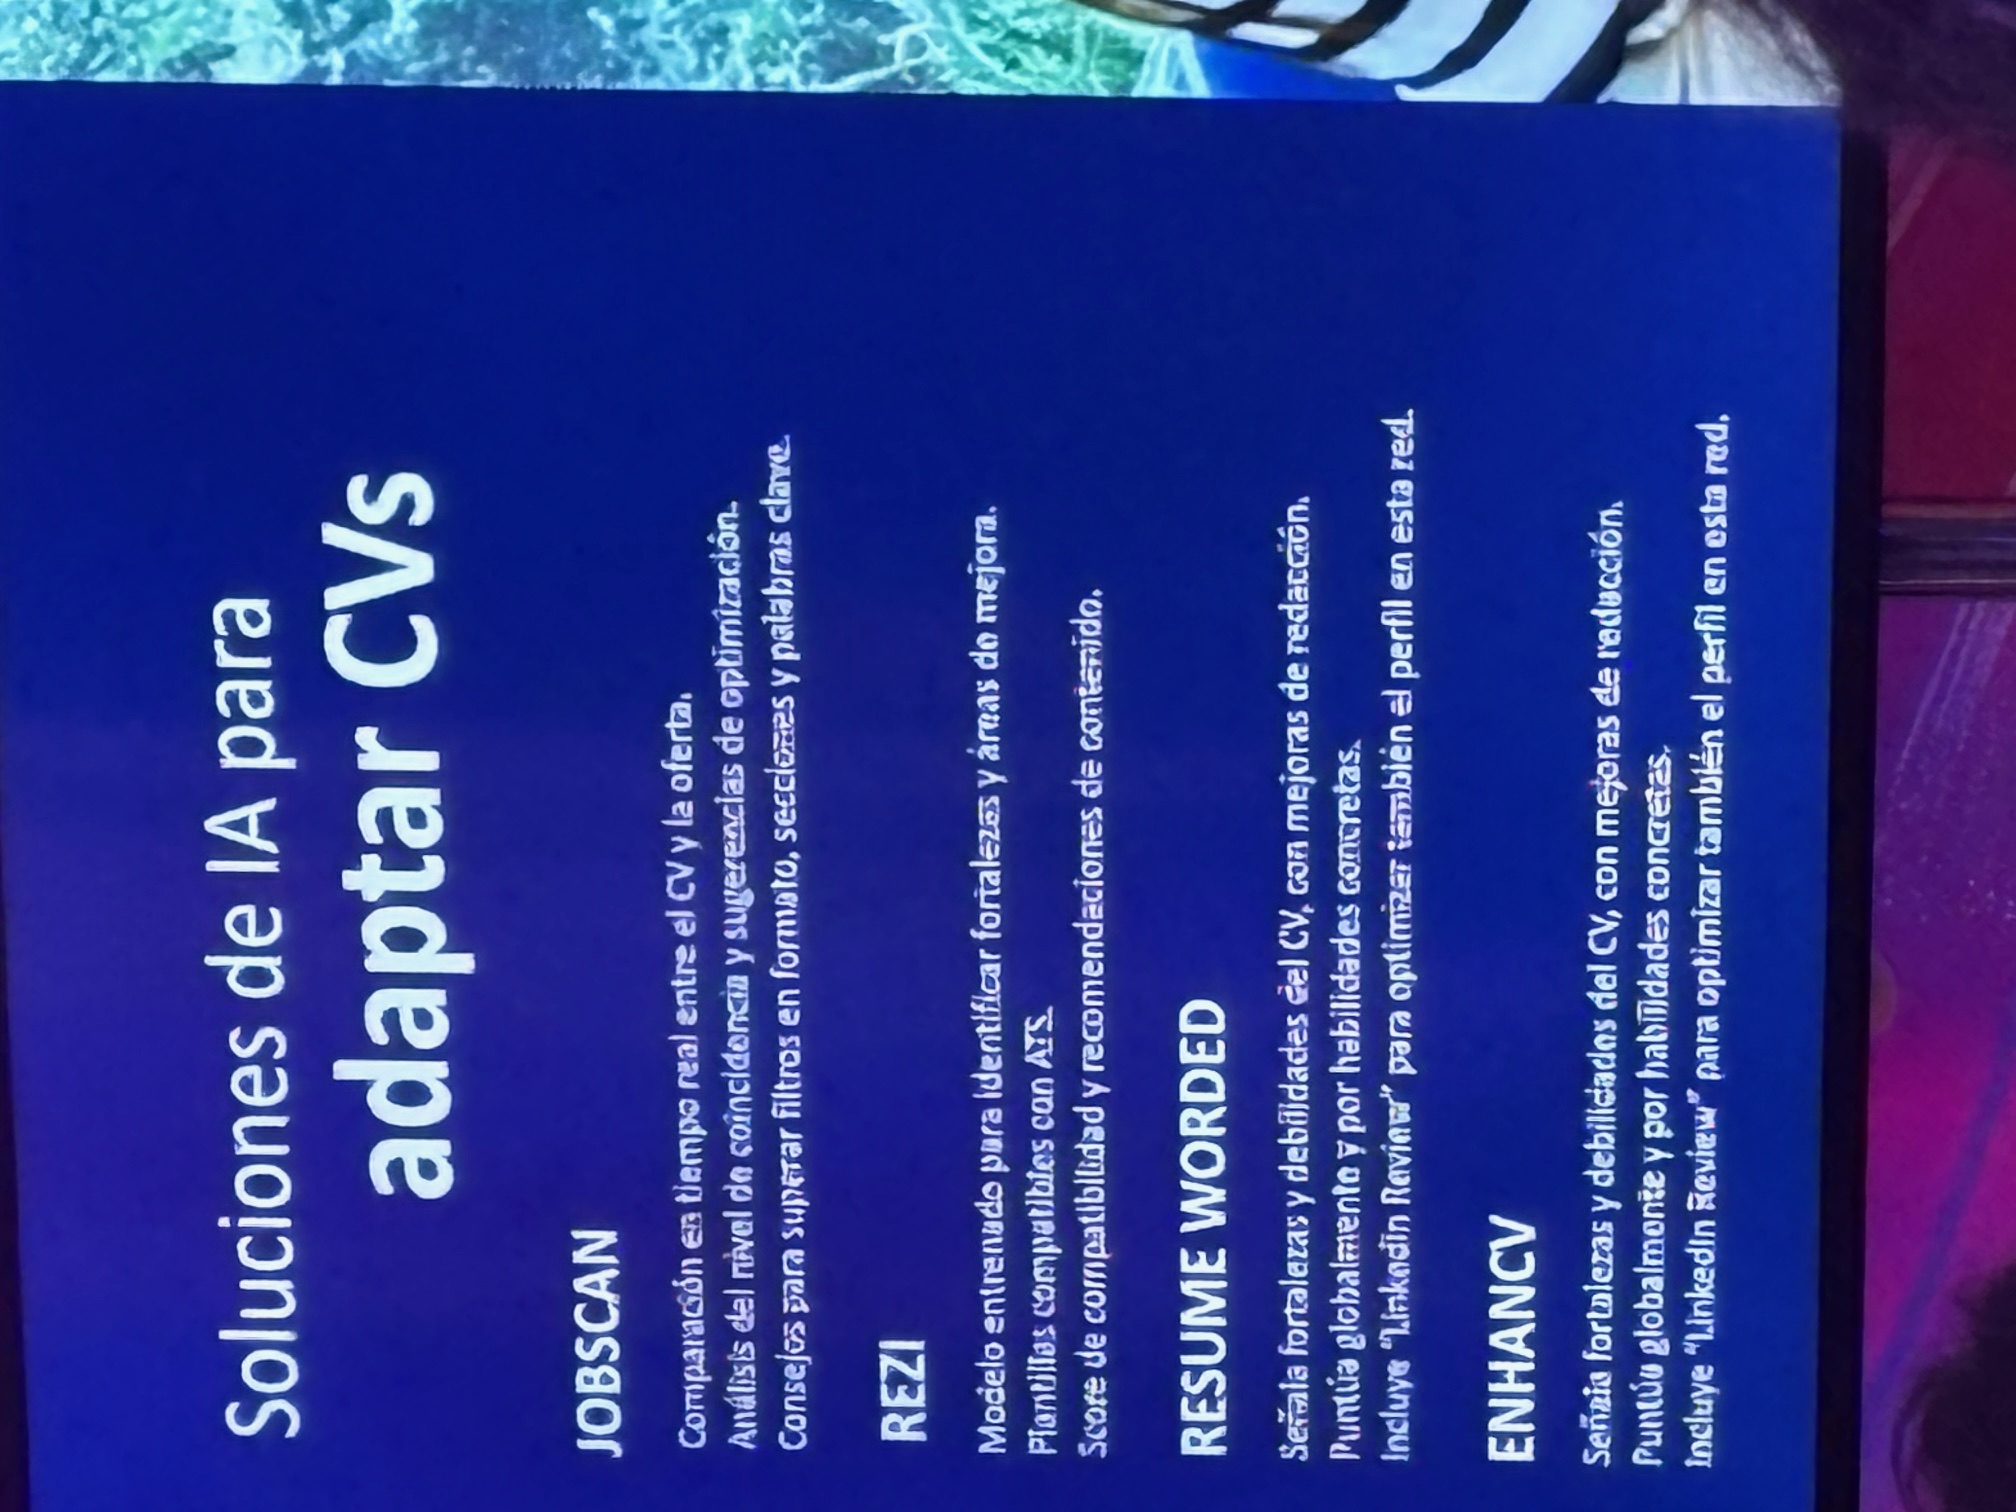 Soluciones de IA para
adaptar CVs
JOBSCAN
Comparación en tiempo real entre el CV y la oferta.
Análisis del nivel de coincidencia y sugerencias de optimización.
Consejos para superar filtros en formato, secciones y palabras clave.
REZI
Modelo entrenado para identificar fortalezas y áreas de mejora.
Plantillas compatibles con ATS.
Score de compatibilidad y recomendaciones de contenido.
RESUME WORDED
Señala fortalezas y debilidades del CV, con mejoras de redacción.
Puntúa globalmente y por habilidades concretas.
Incluye “Linkedin Review” para optimizar también el perfil en esta red.
ENHANCV
Señala fortalezas y debilidades del CV, con mejoras de redacción.
Puntúa globalmente y por habilidades concretas.
Incluye “LinkedIn Review” para optimizar también el perfil en esta red.